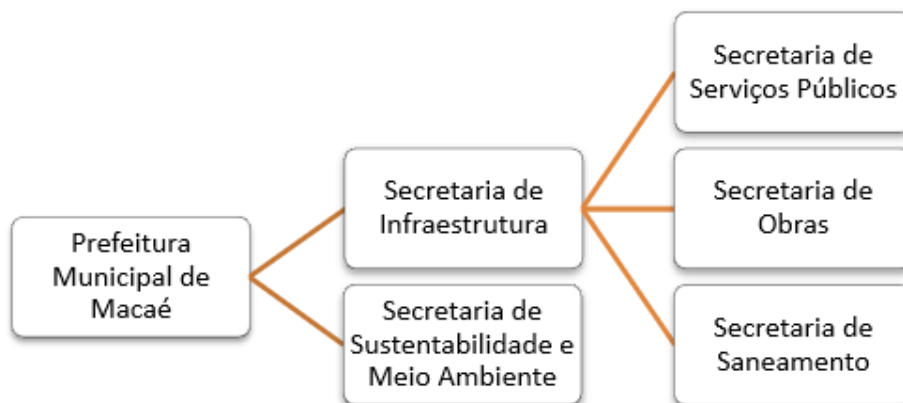 Prefeitura
Municipal de
Macaé
Secretaria de
Infraestrutura
Secretaria de
Sustentabilidade e
Meio Ambiente
Secretaria de
Serviços Públicos
Secretaria de
Obras
Secretaria de
Saneamento